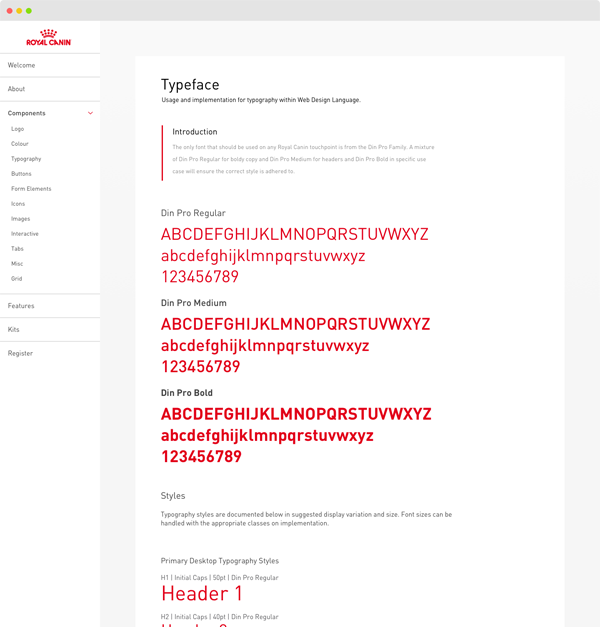 ROYAL CANIN
Welcome
About
Components
Logo
Colour
Typography
Buttons
Form Elements
Icons
Images
Interactive
Tabs
Misc
Grid
Features
Kits
Register
Typeface
Usage and implementation for typography within Web Design Language.
Introduction
The only font that should be used on any Royal Canin touchpoint is from the Din Pro Family. A mixture
of Din Pro Regular for boldy copy and Din Pro Medium for headers and Din Pro Bold in specific use
case will ensure the correct style is adhered to.
Din Pro Regular
ABCDEFGHIJKLMNOPQRSTUVWXYZ
abcdefghijklmnpqrstuvwxyz
123456789
Din Pro Medium
ABCDEFGHIJKLMNOPQRSTUVWXYZ
abcdefghijklmnpqrstuvwxyz
123456789
Din Pro Bold
ABCDEFGHIJKLMNOPQRSTUVWXYZ
abcdefghijklmnpqrstuvwxyz
123456789
Styles
Typography styles are documented below in suggested display variation and size. Font sizes can be
handled with the appropriate classes on implementation.
Primary Desktop Typography Styles
H1 | Initial Caps | 50pt | Din Pro Regular
Header 1
H2 | Initial Caps | 40pt | Din Pro Regular